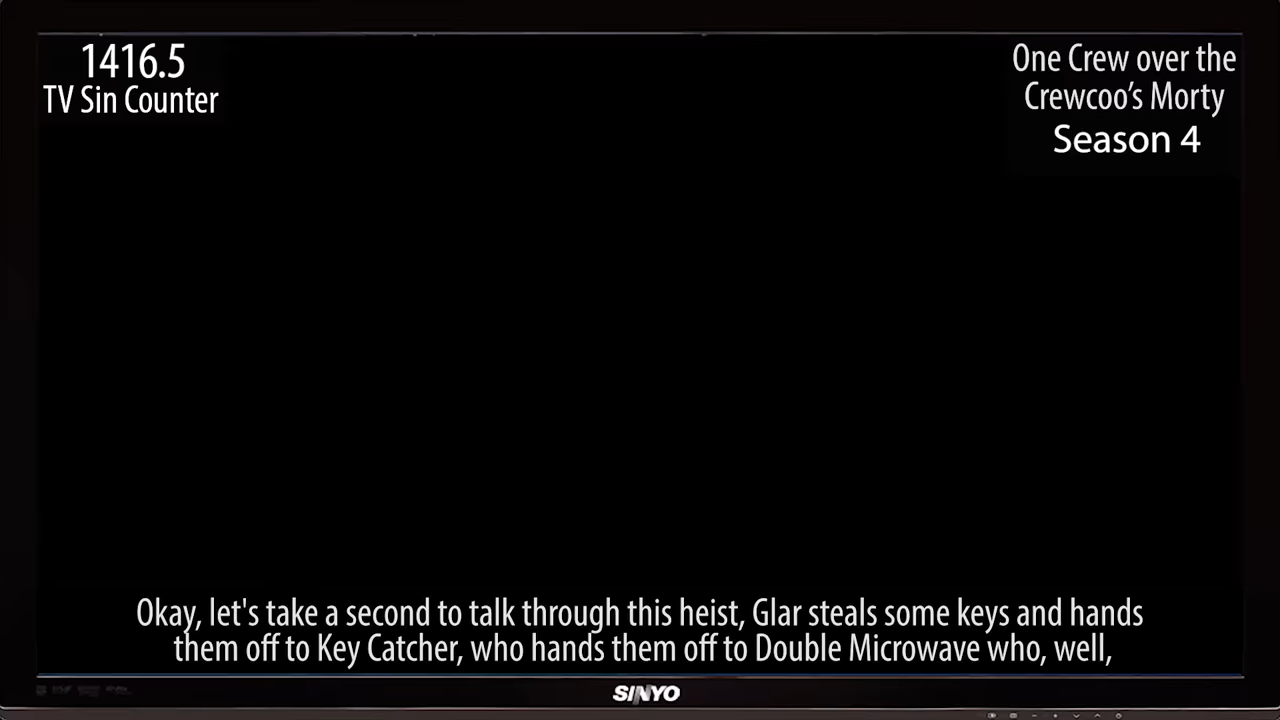 1416.5
TV Sin Counter
One Crew over the
Crewcoo's Morty
Season 4
Okay, let's take a second to talk through this heist, Glar steals some keys and hands
them off to Key Catcher, who hands them off to Double Microwave who, well,
SINYO